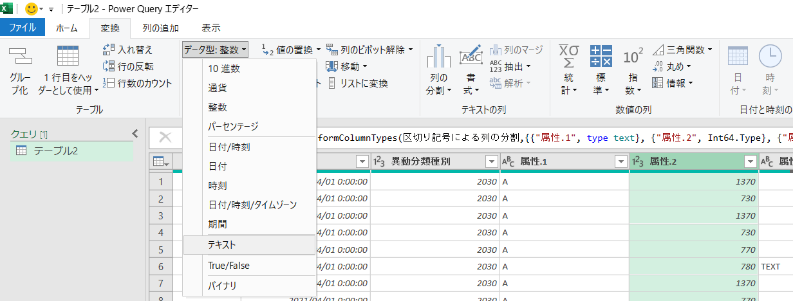 テーブル2 - Power Query エディター
ファイル ホーム 変換 列の追加 表示
グループ化
1 行目をヘッダーとして使用
入れ替え
行の反転
行数のカウント
テーブル
データ型: 整数
値の置換
列のピボット解除
移動
リストに変換
列の分割
書式
列のマージ
抽出
解析
テキストの列
統計
標準
指数
三角関数
丸め
情報
数値の列
日付
時刻
日付と時刻の
10 進数
通貨
整数
パーセンテージ
日付/時刻
日付
時刻
日付/時刻/タイムゾーン
期間
テキスト
True/False
バイナリ
クエリ [1]
テーブル2
formColumnTypes(区切り記号による列の分割,{{"属性.1", type text}, {"属性.2", Int64.Type}, {"属
異動分類種別 属性.1 属性.2
1 4/01 0:00:00 2030 A 1370
2 4/01 0:00:00 2030 A 730
3 4/01 0:00:00 2030 A 1370
4 4/01 0:00:00 2030 A 730
5 4/01 0:00:00 2030 A 770
6 4/01 0:00:00 2030 A 780 TEXT
7 4/01 0:00:00 2030 A 1370